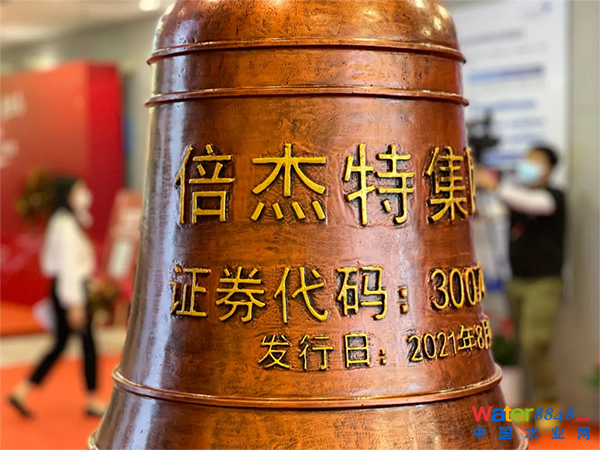 倍杰特集
证券代码：300
发行日：2021年8月
Water8848
中国水业网